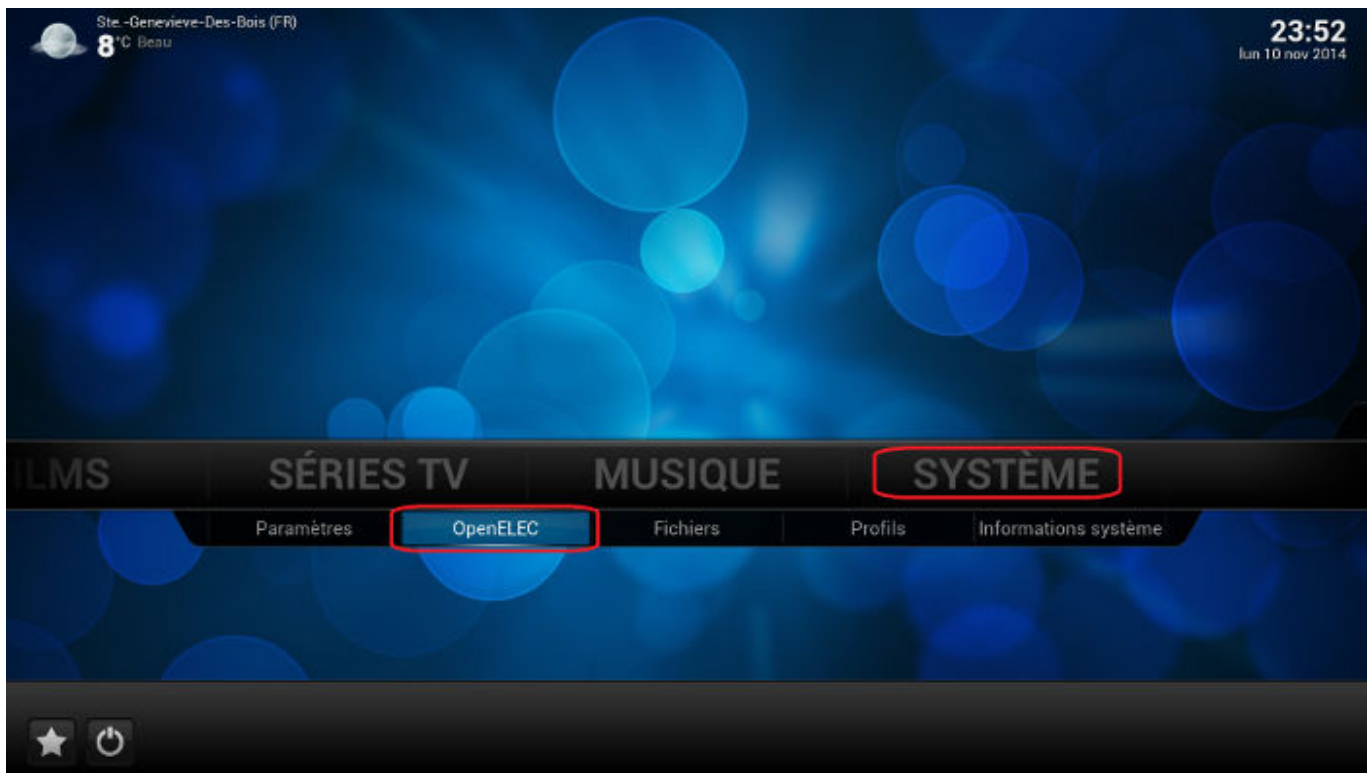 Ste.-Genevieve-Des-Bois (FR)
8°C Beau
23:52
lun 10 nov 2014
ILMS SÉRIES TV MUSIQUE SYSTÈME
Paramètres OpenELEC Fichiers Profils Informations système